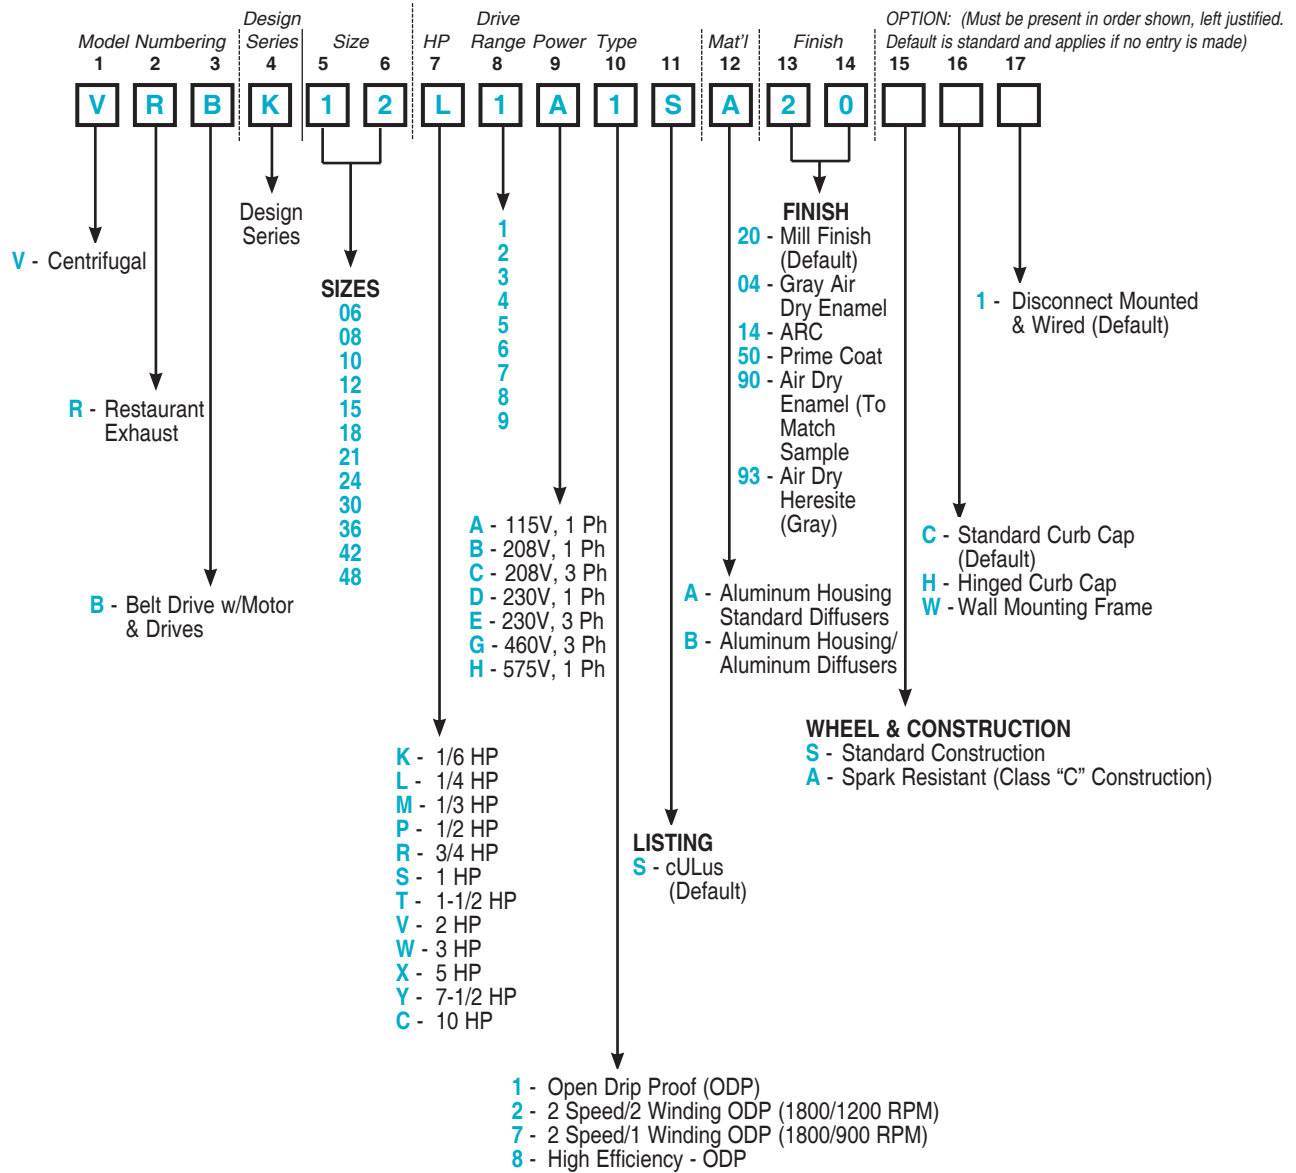 Design
Drive
OPTION: (Must be present in order shown, left justified.
Model Numbering Series Size HP Range Power Type Mat'l Finish Default is standard and applies if no entry is made)
1 2 3 4 5 6 7 8 9 10 11 12 13 14 15 16 17
V R B K 1 2 L 1 A 1 S A 2 0
V - Centrifugal
R - Restaurant
Exhaust
B - Belt Drive w/Motor
& Drives
Design
Series
SIZES
06
08
10
12
15
18
21
24
30
36
42
48
K - 1/6 HP
L - 1/4 HP
M - 1/3 HP
P - 1/2 HP
R - 3/4 HP
S - 1 HP
T - 1-1/2 HP
V - 2 HP
W - 3 HP
X - 5 HP
Y - 7-1/2 HP
C - 10 HP
1
2
3
4
5
6
7
8
9
A - 115V, 1 Ph
B - 208V, 1 Ph
C - 208V, 3 Ph
D - 230V, 1 Ph
E - 230V, 3 Ph
G - 460V, 3 Ph
H - 575V, 1 Ph
1 - Open Drip Proof (ODP)
2 - 2 Speed/2 Winding ODP (1800/1200 RPM)
7 - 2 Speed/1 Winding ODP (1800/900 RPM)
8 - High Efficiency - ODP
LISTING
S - cULus
(Default)
A - Aluminum Housing
Standard Diffusers
B - Aluminum Housing/
Aluminum Diffusers
FINISH
20 - Mill Finish
(Default)
04 - Gray Air
Dry Enamel
14 - ARC
50 - Prime Coat
90 - Air Dry
Enamel (To
Match
Sample
93 - Air Dry
Heresite
(Gray)
WHEEL & CONSTRUCTION
S - Standard Construction
A - Spark Resistant (Class “C” Construction)
C - Standard Curb Cap
(Default)
H - Hinged Curb Cap
W - Wall Mounting Frame
1 - Disconnect Mounted
& Wired (Default)